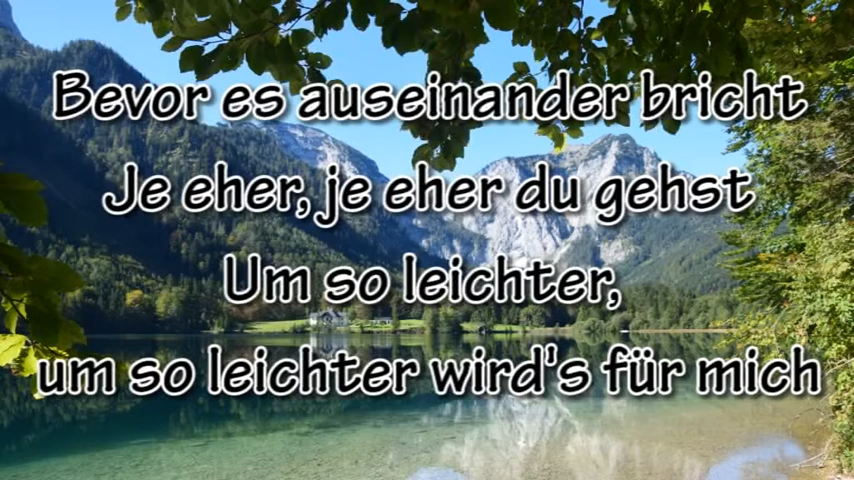 Bevor es auseinander bricht
Je eher, je eher du gehst
Um so leichter,
um so leichter wird's für mich